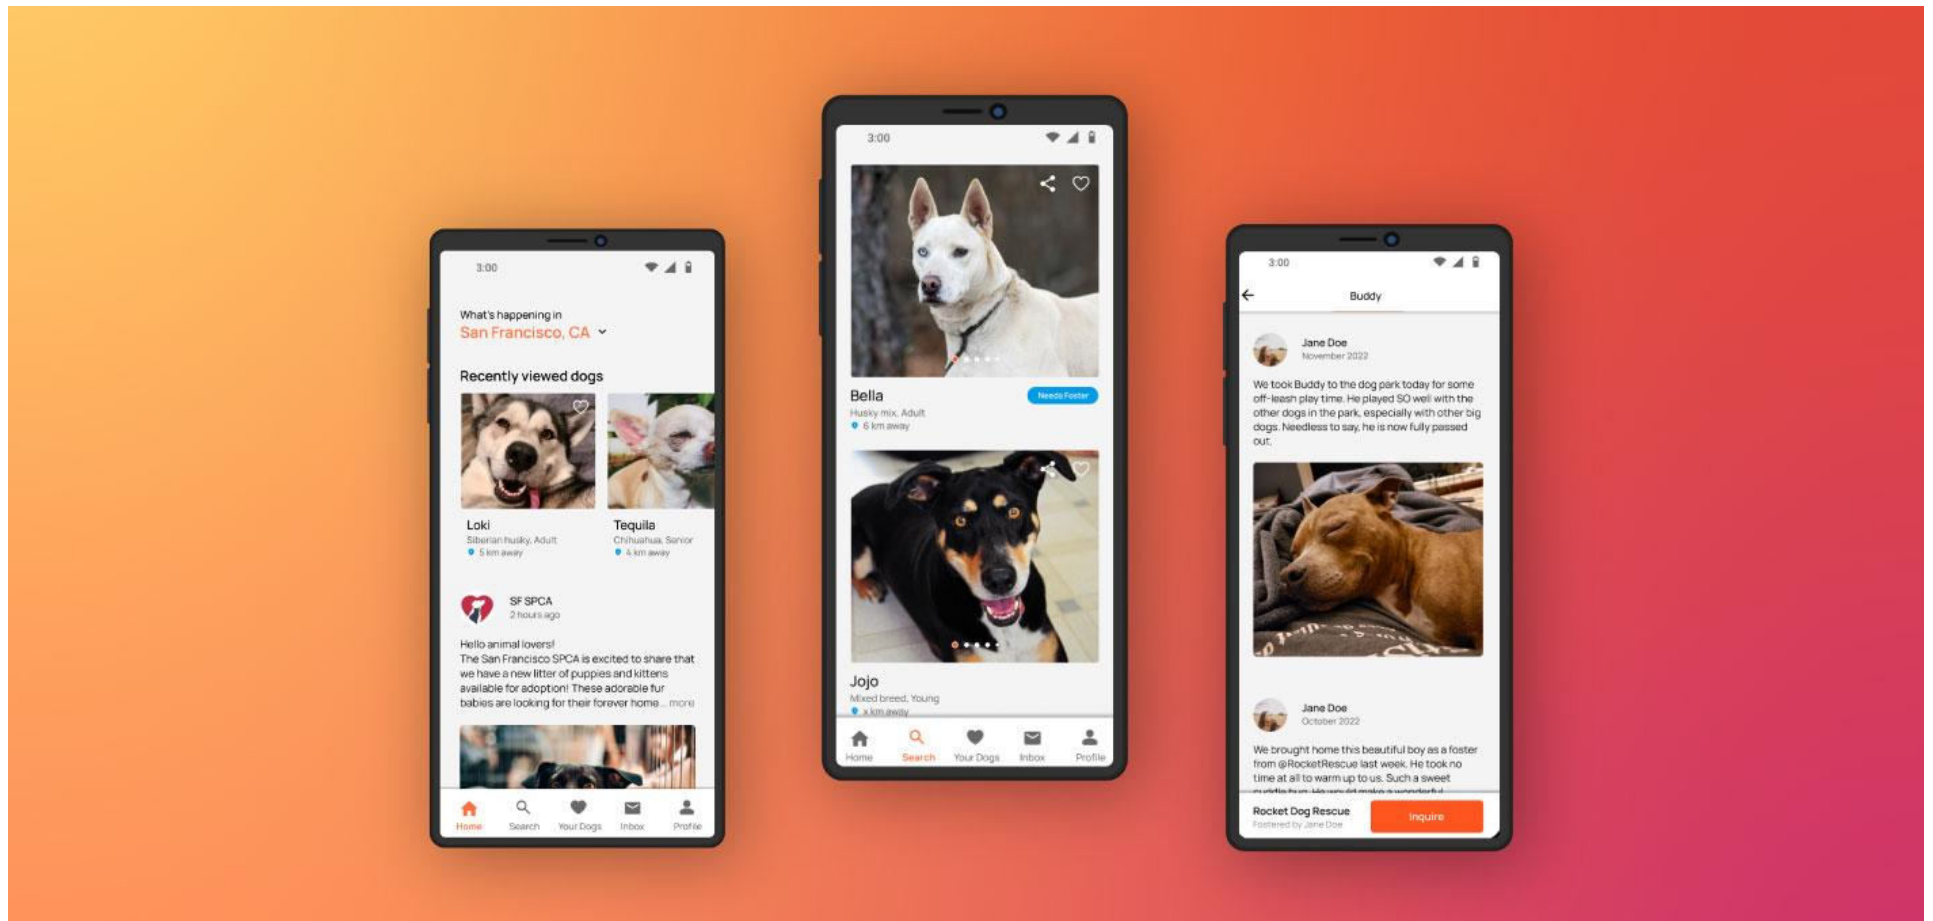 3:00
What's happening in
San Francisco, CA
Recently viewed dogs
Loki
Siberian husky, Adult
5 km away
Tequila
Chihuahua, Senior
4 km away
SF SPCA
2 hours ago
Hello animal lovers!
The San Francisco SPCA is excited to share that
we have a new litter of puppies and kittens
available for adoption! These adorable fur
babies are looking for their forever home... more
Home
Search
Your Dogs
Inbox
Profile
3:00
Bella
Needs Foster
Husky mix, Adult
6 km away
Jojo
Mixed breed, Young
x km away
Home
Search
Your Dogs
Inbox
Profile
3:00
Buddy
Jane Doe
November 2022
We took Buddy to the dog park today for some
off-leash play time. He played SO well with the
other dogs in the park, especially with other big
dogs. Needless to say, he is now fully passed
out.
Jane Doe
October 2022
We brought home this beautiful boy as a foster
from @RocketRescue last week. He took no
time at all to warm up to us. Such a sweet
cuddle bug. He would make a wonderful
Rocket Dog Rescue
Fostered by Jane Doe
Inquire